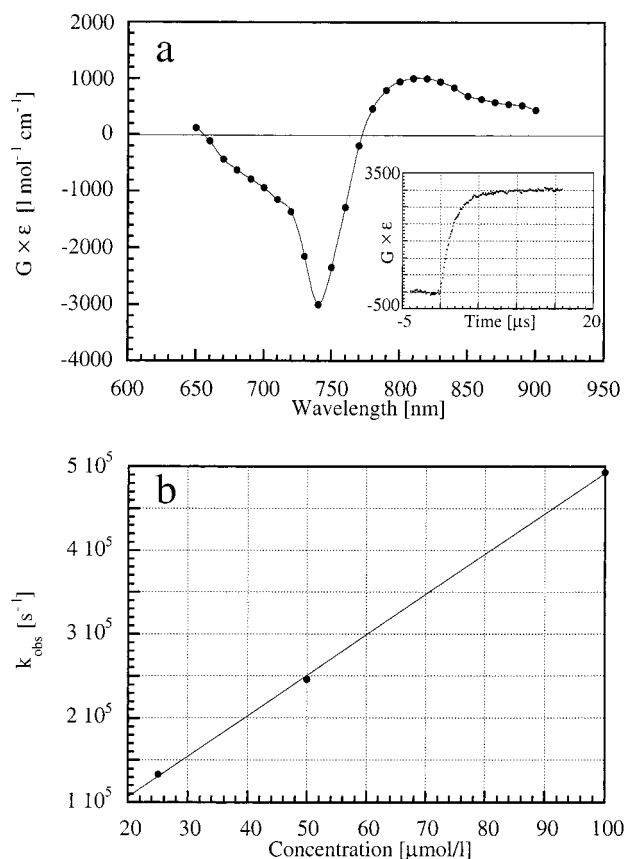 a
2000
1000
0
-1000
-2000
-3000
-4000
G × ε [l mol⁻¹ cm⁻¹]
600 650 700 750 800 850 900 950
Wavelength [nm]
3500
-500
G × ε
-5 20
Time [μs]
b
5 10⁵
4 10⁵
3 10⁵
2 10⁵
1 10⁵
k_obs [s⁻¹]
20 30 40 50 60 70 80 90 100
Concentration [μmol/l]